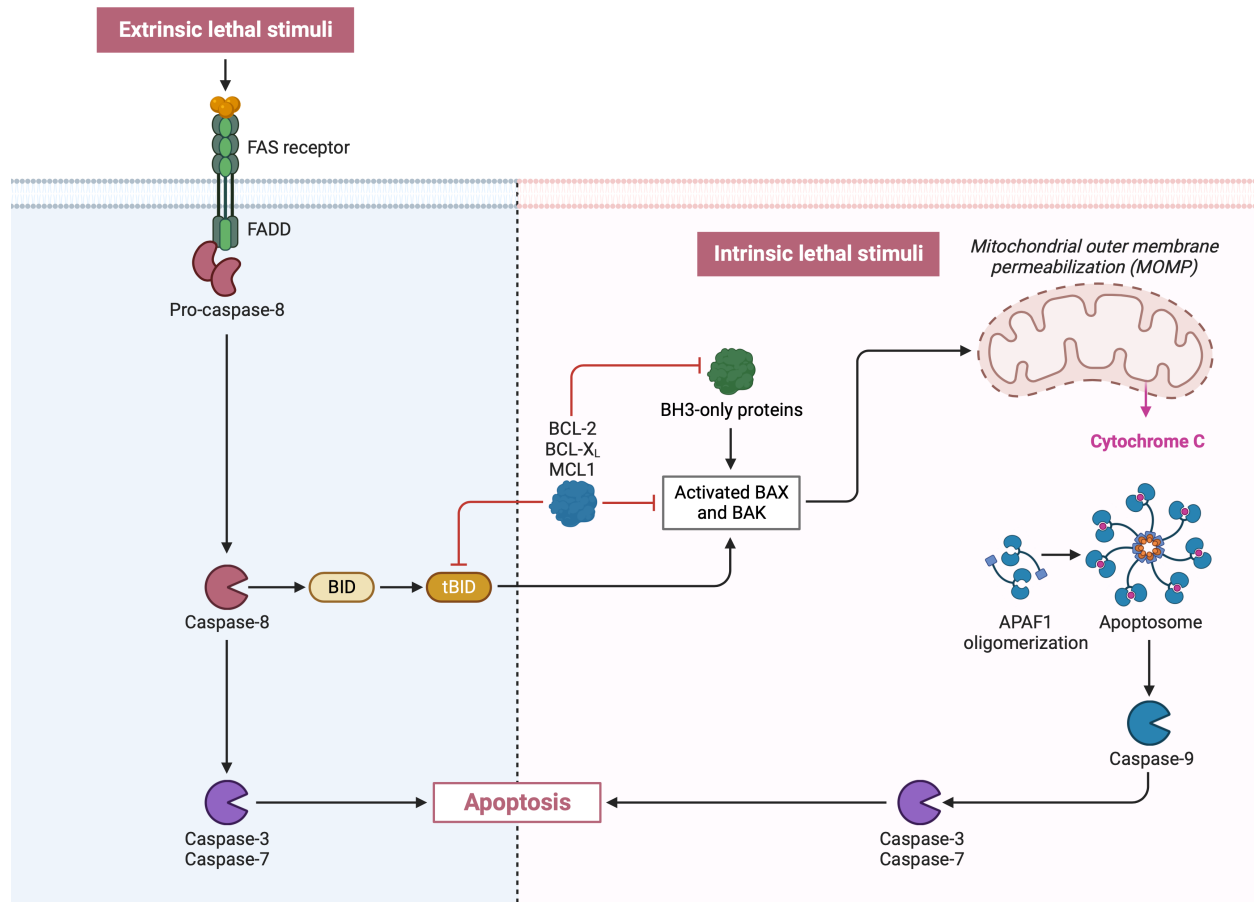 Extrinsic lethal stimuli
FAS receptor
FADD
Pro-caspase-8
Intrinsic lethal stimuli
Mitochondrial outer membrane
permeabilization (MOMP)
BH3-only proteins
BCL-2
BCL-XL
MCL1
Activated BAX
and BAK
Cytochrome C
BID
tBID
Caspase-8
APAF1
oligomerization
Apoptosome
Caspase-9
Apoptosis
Caspase-3
Caspase-7
Caspase-3
Caspase-7